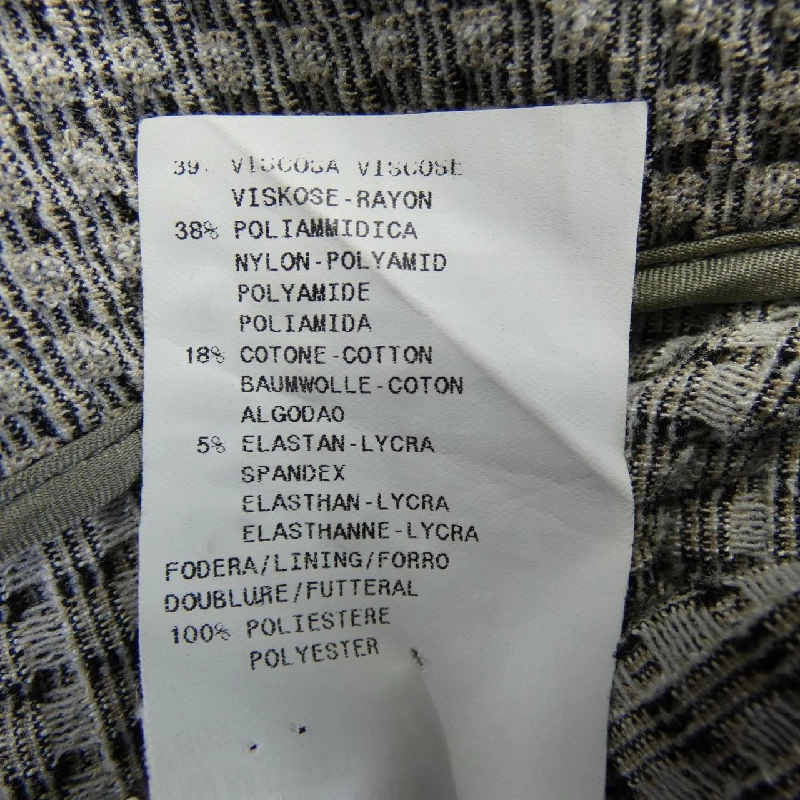 39% VISCOSA VISCOSE
VISKOSE-RAYON
38% POLIAMMIDICA
NYLON-POLYAMID
POLYAMIDE
POLIAMIDA
18% COTONE-COTTON
BAUMWOLLE-COTON
ALGODAO
5% ELASTAN-LYCRA
SPANDEX
ELASTHAN-LYCRA
ELASTHANNE-LYCRA
FODERA/LINING/FORRO
DOUBLURE/FUTTERAL
100% POLIESTERE
POLYESTER